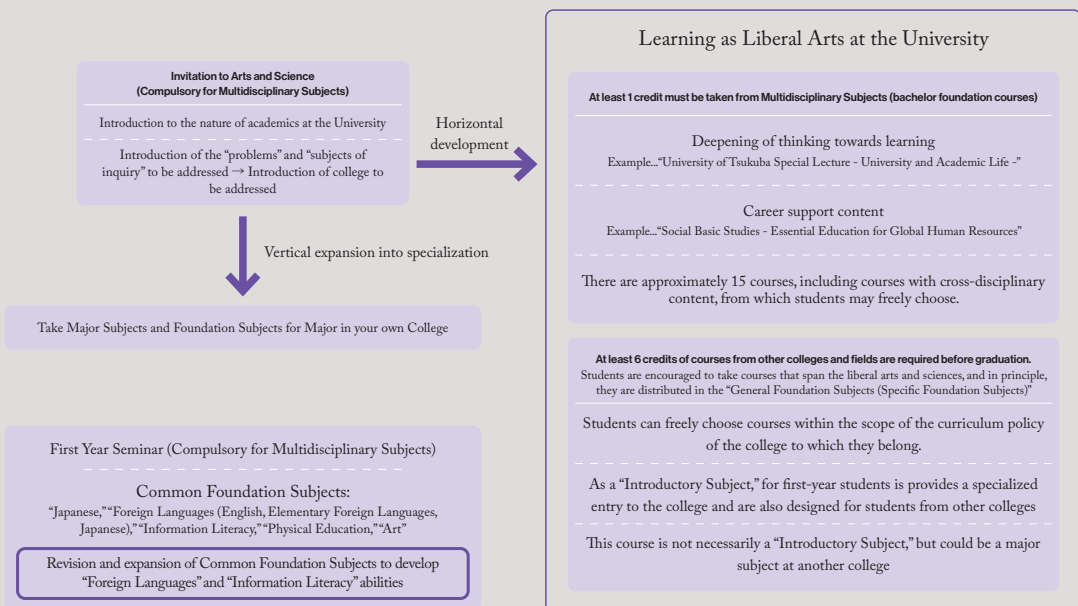 Invitation to Arts and Science
(Compulsory for Multidisciplinary Subjects)
Introduction to the nature of academics at the University
Introduction of the “problems” and “subjects of
inquiry” to be addressed → Introduction of college to
be addressed
Horizontal
development
Vertical expansion into specialization
Take Major Subjects and Foundation Subjects for Major in your own College
First Year Seminar (Compulsory for Multidisciplinary Subjects)
Common Foundation Subjects:
“Japanese,” “Foreign Languages (English, Elementary Foreign Languages,
Japanese),” “Information Literacy,” “Physical Education,” “Art”
Revision and expansion of Common Foundation Subjects to develop
“Foreign Languages” and “Information Literacy” abilities
Learning as Liberal Arts at the University
At least 1 credit must be taken from Multidisciplinary Subjects (bachelor foundation courses)
Deepening of thinking towards learning
Example...“University of Tsukuba Special Lecture - University and Academic Life -”
Career support content
Example...“Social Basic Studies - Essential Education for Global Human Resources”
There are approximately 15 courses, including courses with cross-disciplinary
content, from which students may freely choose.
At least 6 credits of courses from other colleges and fields are required before graduation.
Students are encouraged to take courses that span the liberal arts and sciences, and in principle,
they are distributed in the “General Foundation Subjects (Specific Foundation Subjects)”
Students can freely choose courses within the scope of the curriculum policy
of the college to which they belong.
As a “Introductory Subject,” for first-year students is provides a specialized
entry to the college and are also designed for students from other colleges
This course is not necessarily a “Introductory Subject,” but could be a major
subject at another college